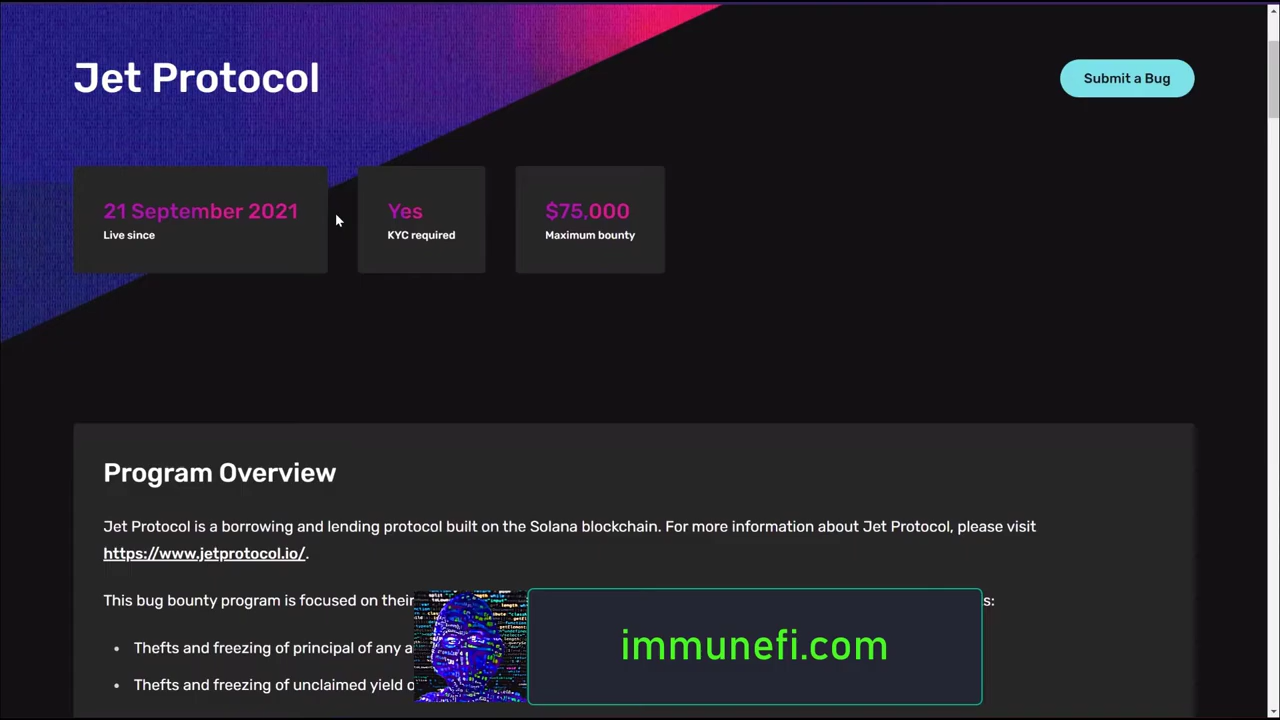 Jet Protocol
Submit a Bug
21 September 2021
Live since
Yes
KYC required
$75,000
Maximum bounty
Program Overview
Jet Protocol is a borrowing and lending protocol built on the Solana blockchain. For more information about Jet Protocol, please visit
https://www.jetprotocol.io/.
This bug bounty program is focused on their s:
Thefts and freezing of principal of any a
Thefts and freezing of unclaimed yield o
immunefi.com